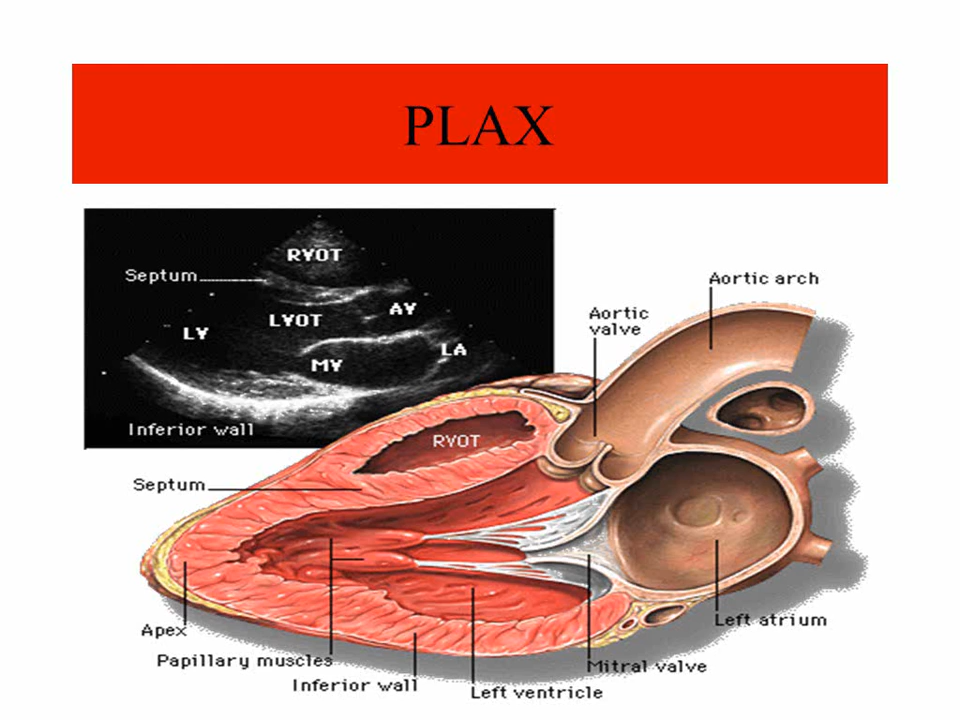 PLAX
RVOT
Septum
AV
LVOT
LV
LA
MV
Inferior wall
Aortic arch
Aortic
valve
RVOT
Septum
Apex
Left atrium
Papillary muscles
Mitral valve
Inferior wall
Left ventricle